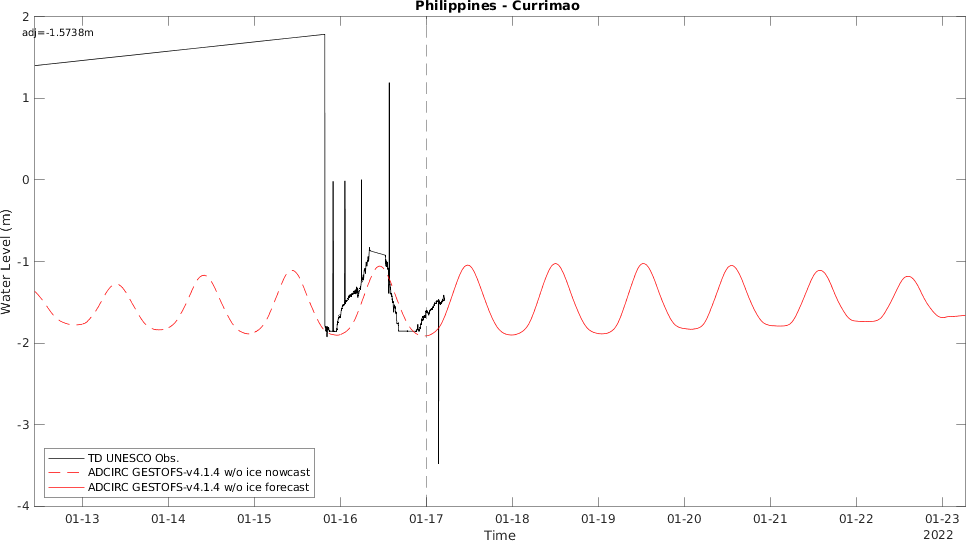 Philippines - Currimao
adj=-1.5738m
2
1
0
-1
-2
-3
-4
Water Level (m)
TD UNESCO Obs.
ADCIRC GESTOFS-v4.1.4 w/o ice nowcast
ADCIRC GESTOFS-v4.1.4 w/o ice forecast
01-13 01-14 01-15 01-16 01-17 01-18 01-19 01-20 01-21 01-22 01-23
Time
2022